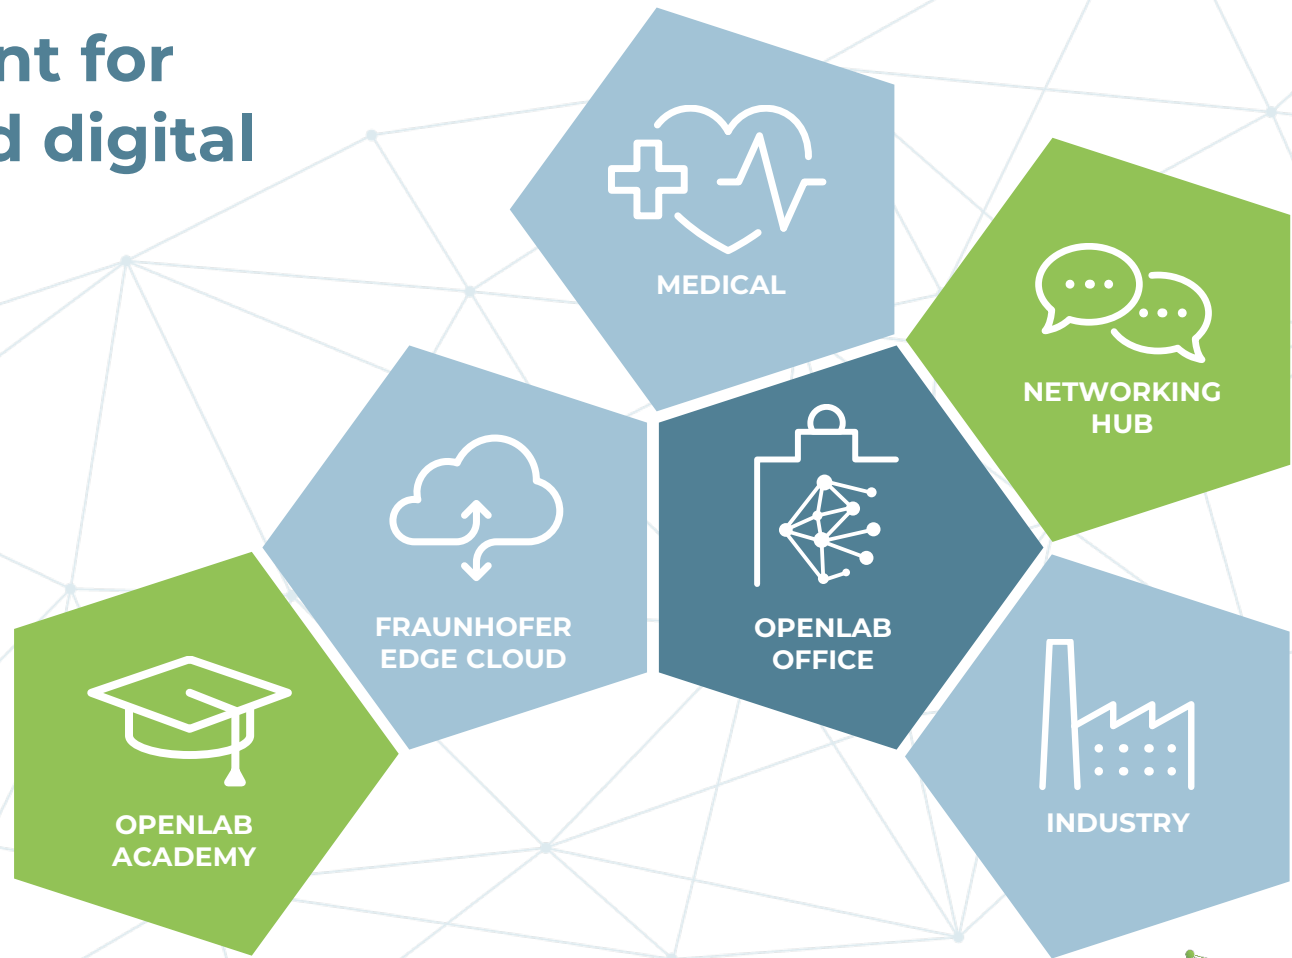 nt for
d digital
MEDICAL
NETWORKING
HUB
FRAUNHOFER
EDGE CLOUD
OPENLAB
OFFICE
OPENLAB
ACADEMY
INDUSTRY